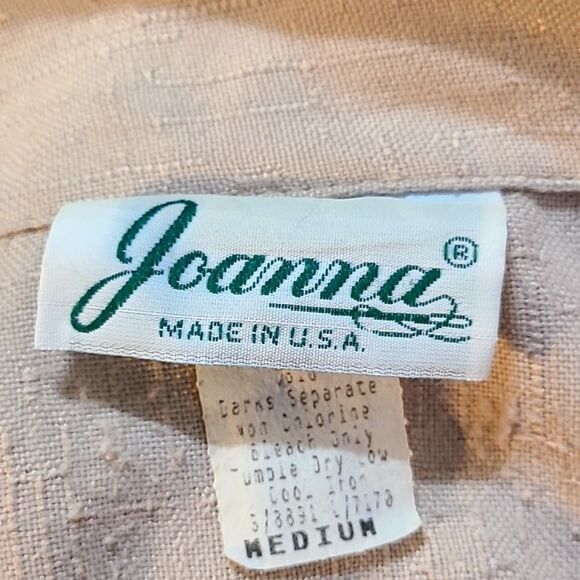 Joanna®
MADE IN U.S.A.
Darks Separate
Non Chlorine
Bleach Only
Tumble Dry Low
Cool Iron
MEDIUM